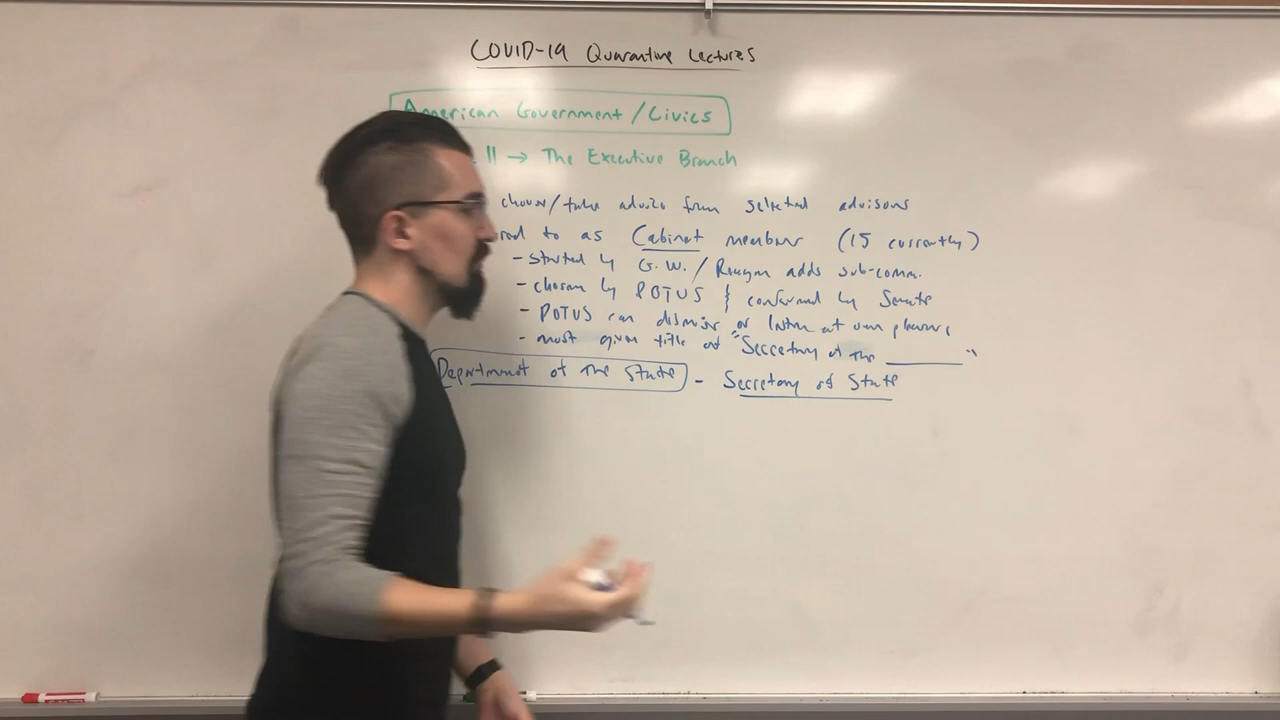 COVID-19 Quarantine Lectures
American Government/Civics
II → The Executive Branch
choose/take advice from selected advisors
to as Cabinet members (15 currently)
- started by G.W./Reagan adds sub-comm.
- chosen by POTUS & confirmed by Senate
- POTUS can dismiss or listen at own pleasure
- most given title of "Secretary of the ______"
Department of the State - Secretary of State